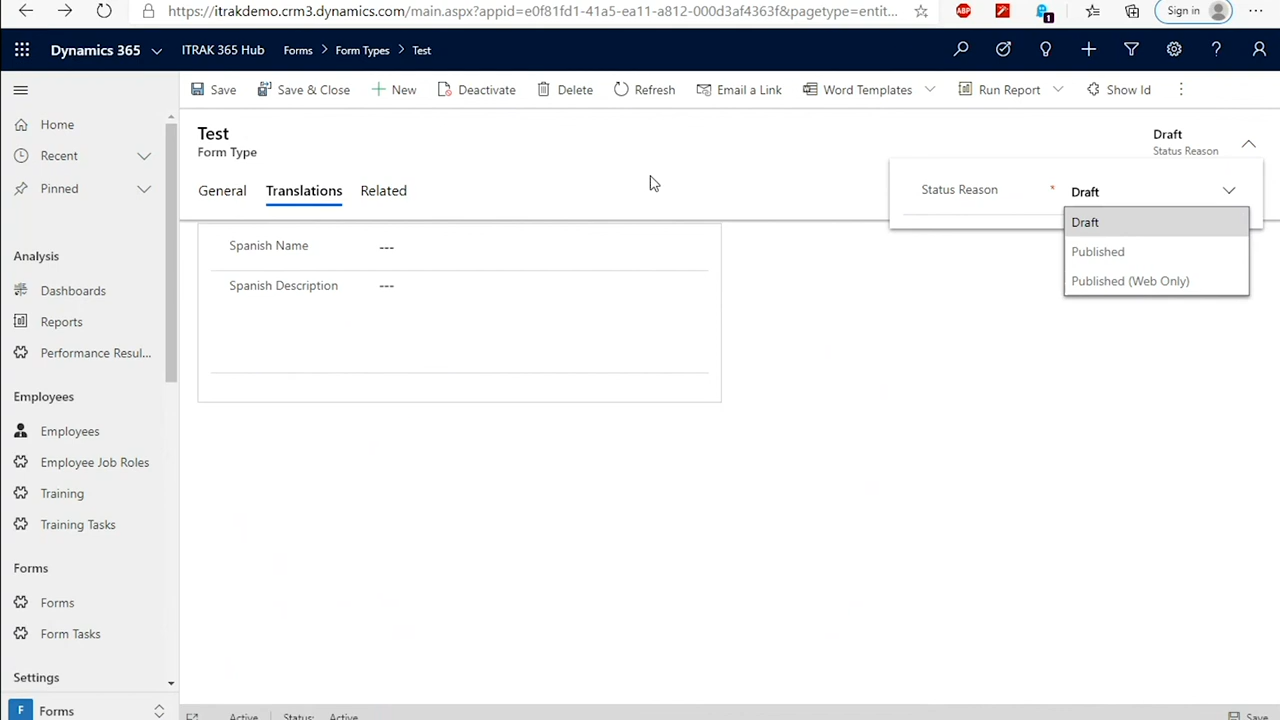 https://itrakdemo.crm3.dynamics.com/main.aspx?appid=e0f81fd1-41a5-ea11-a812-000d3af4363f&pagetype=entit...
ABP
1
Sign in
Dynamics 365
ITRAK 365 Hub
Forms
Form Types
Test
Save
Save & Close
New
Deactivate
Delete
Refresh
Email a Link
Word Templates
Run Report
Show Id
Home
Recent
Pinned
Analysis
Dashboards
Reports
Performance Resul...
Employees
Employees
Employee Job Roles
Training
Training Tasks
Forms
Forms
Form Tasks
Settings
F Forms
Test
Form Type
Draft
Status Reason
General
Translations
Related
Status Reason * Draft
Draft
Published
Published (Web Only)
Spanish Name ---
Spanish Description ---
Active Status: Active
Save